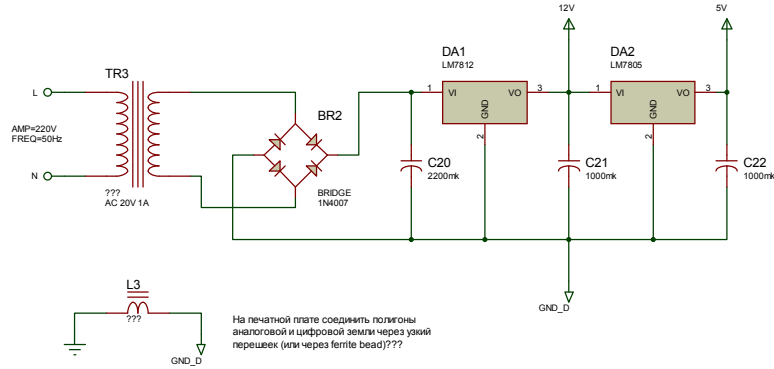 12V
5V
TR3
L
AMP=220V
FREQ=50Hz
N
???
AC 20V 1A
BR2
BRIDGE
1N4007
DA1
LM7812
1
VI
VO
3
GND
2
DA2
LM7805
1
VI
VO
3
GND
2
C20
2200mk
C21
1000mk
C22
1000mk
GND_D
L3
???
GND_D
На печатной плате соединить полигоны
аналоговой и цифровой земли через узкий
перешеек (или через ferrite bead)???